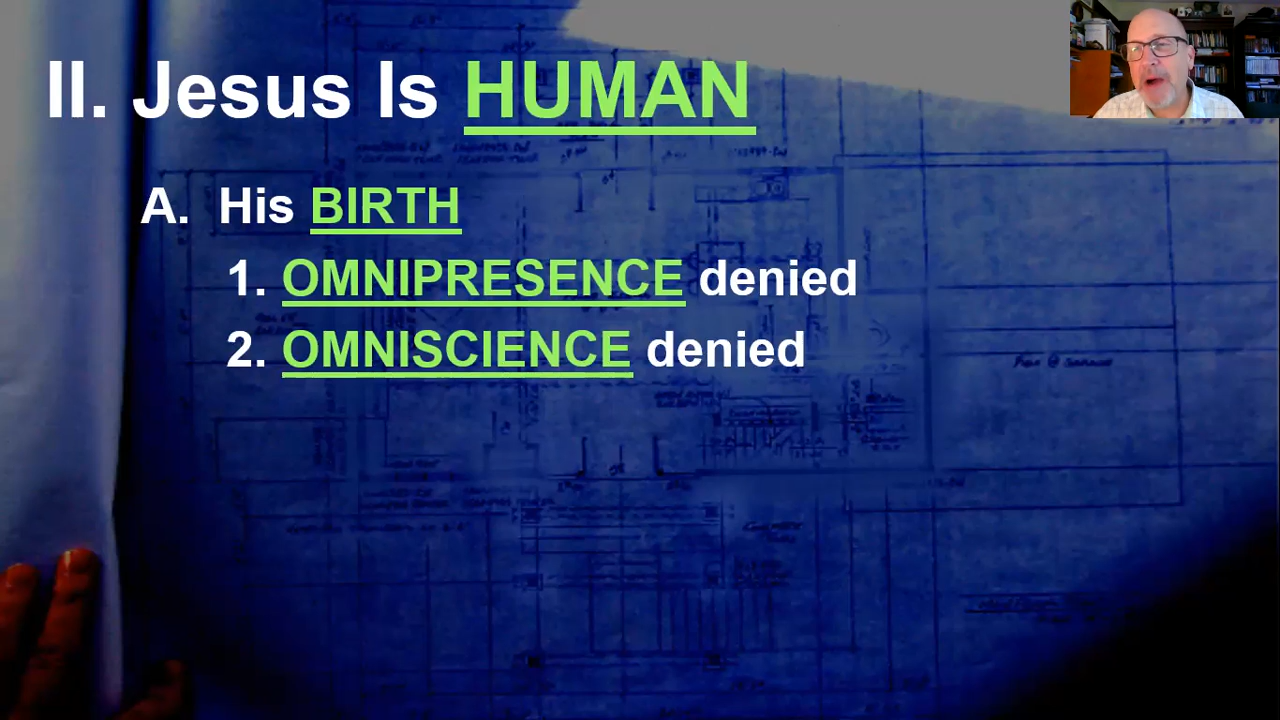 II. Jesus Is HUMAN
A. His BIRTH
1. OMNIPRESENCE denied
2. OMNISCIENCE denied